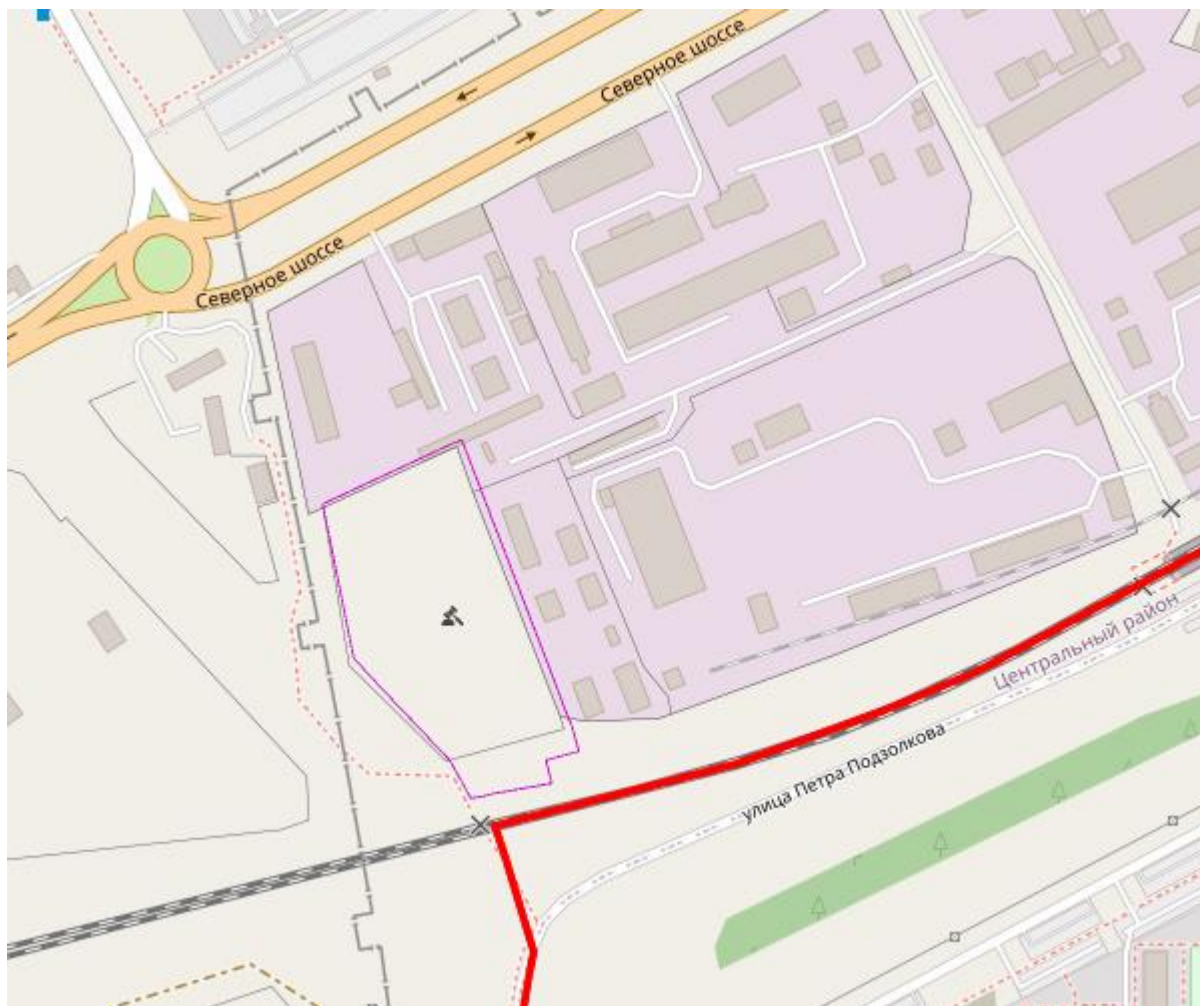 Северное шоссе
Северное шоссе
Центральный район
улица Петра Подзолкова